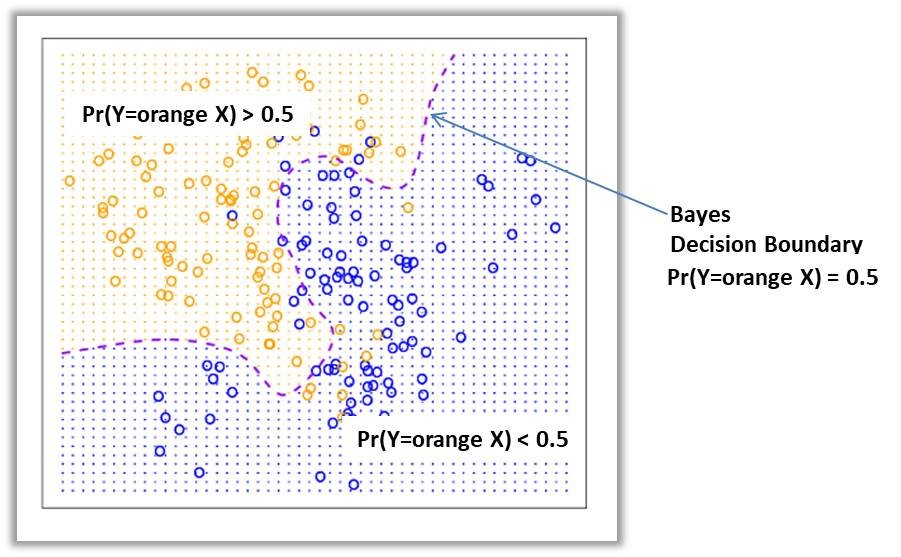 Pr(Y=orange X) > 0.5
Bayes
Decision Boundary
Pr(Y=orange X) = 0.5
Pr(Y=orange X) < 0.5